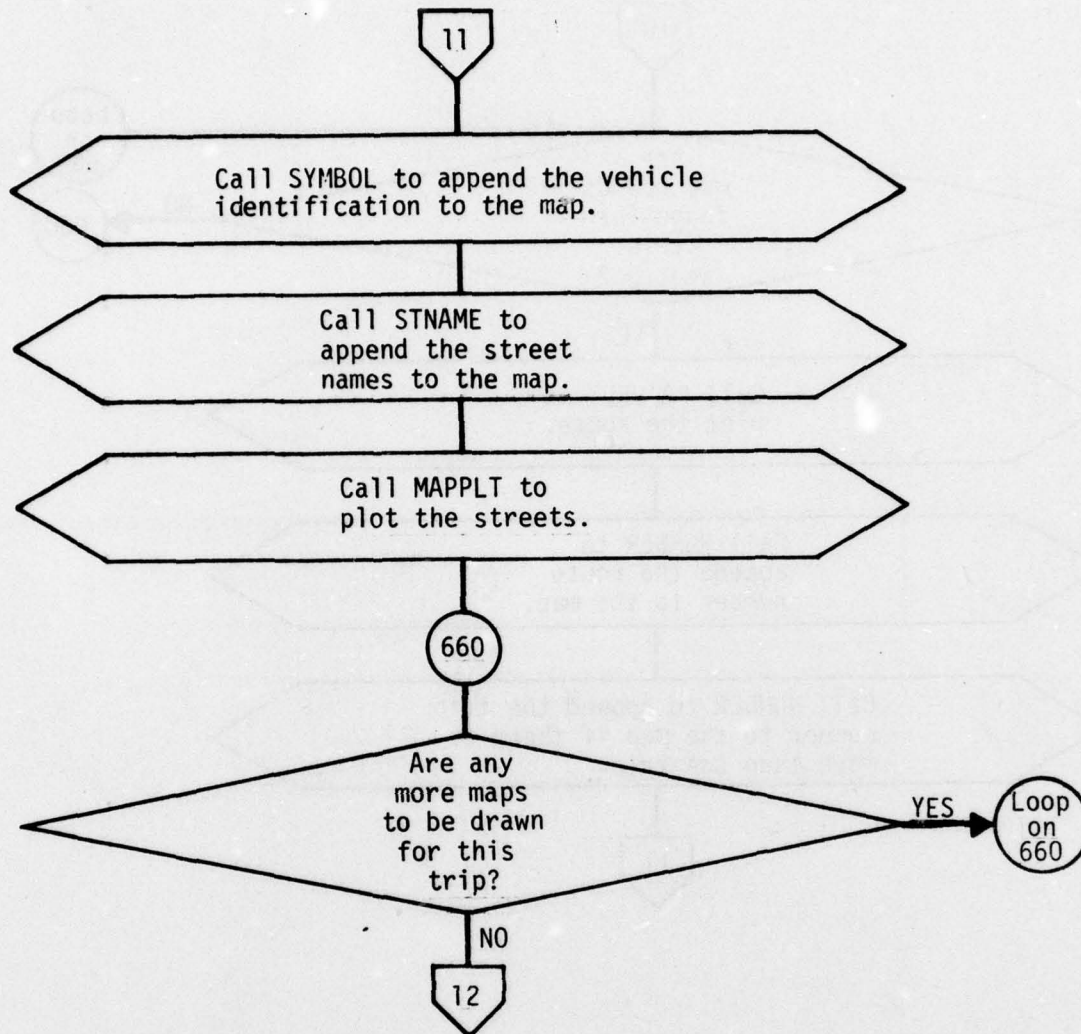 11
Call SYMBOL to append the vehicle
identification to the map.
Call STNAME to
append the street
names to the map.
Call MAPPLT to
plot the streets.
660
Are any
more maps
to be drawn
for this
trip?
YES
Loop
on
660
NO
12